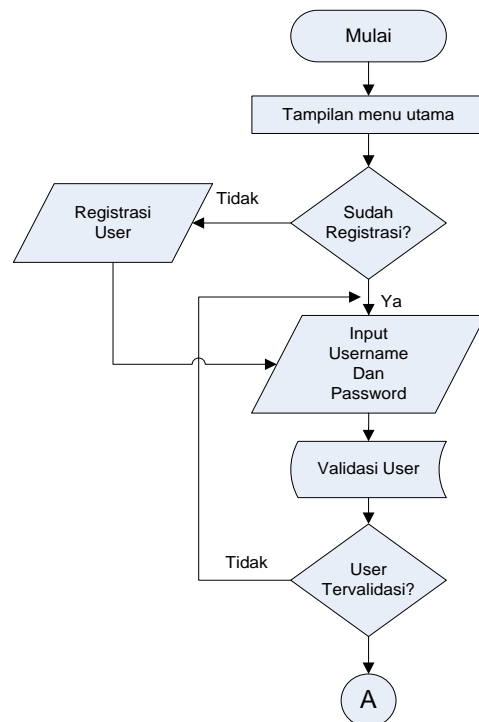 Mulai
Tampilan menu utama
Tidak
Registrasi
User
Sudah
Registrasi?
Ya
Input
Username
Dan
Password
Validasi User
Tidak
User
Tervalidasi?
A